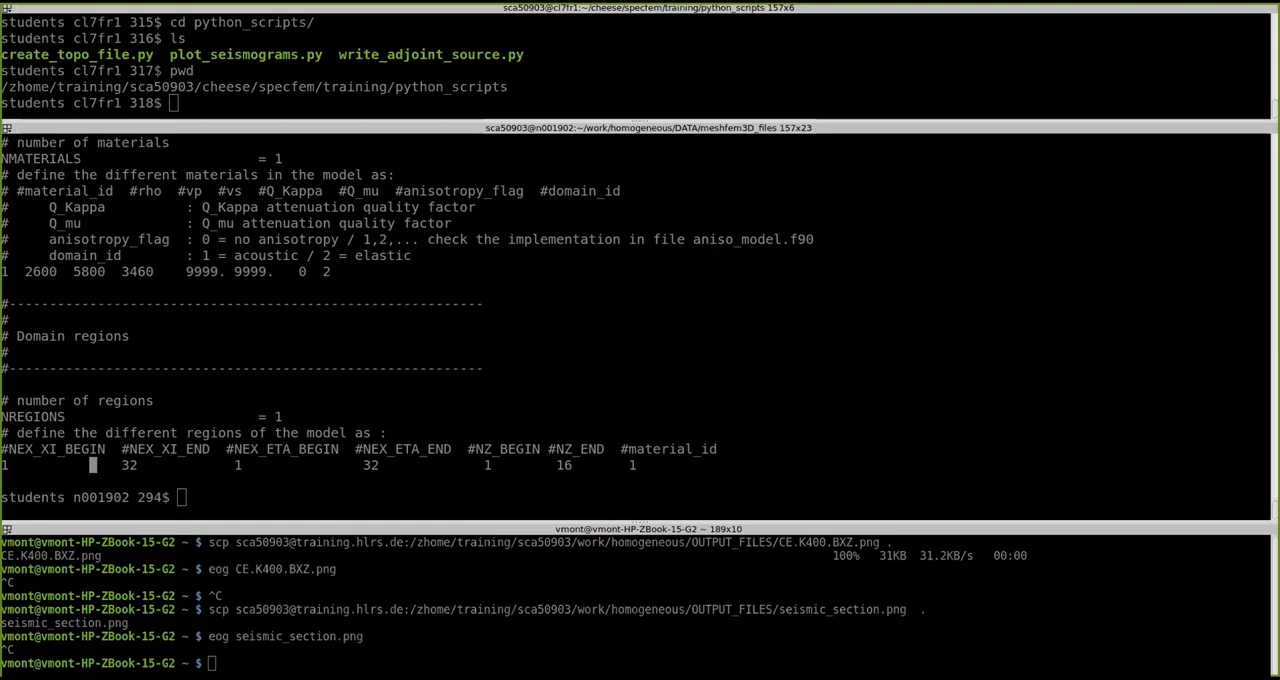 sca50903@cl7fr1:~/cheese/specfem/training/python_scripts 157x6
students cl7fr1 315$ cd python_scripts/
students cl7fr1 316$ ls
create_topo_file.py  plot_seismograms.py  write_adjoint_source.py
students cl7fr1 317$ pwd
/zhome/training/sca50903/cheese/specfem/training/python_scripts
students cl7fr1 318$
sca50903@n001902:~/work/homogeneous/DATA/meshfem3D_files 157x23
# number of materials
NMATERIALS                      = 1
# define the different materials in the model as:
# #material_id  #rho  #vp  #vs  #Q_Kappa  #Q_mu  #anisotropy_flag  #domain_id
#     Q_Kappa          : Q_Kappa attenuation quality factor
#     Q_mu             : Q_mu attenuation quality factor
#     anisotropy_flag  : 0 = no anisotropy / 1,2,... check the implementation in file aniso_model.f90
#     domain_id        : 1 = acoustic / 2 = elastic
1  2600  5800  3460    9999. 9999.   0  2
#-----------------------------------------------------------
#
# Domain regions
#
#-----------------------------------------------------------
# number of regions
NREGIONS                        = 1
# define the different regions of the model as :
#NEX_XI_BEGIN  #NEX_XI_END  #NEX_ETA_BEGIN  #NEX_ETA_END  #NZ_BEGIN #NZ_END  #material_id
1              32            1               32             1        16       1
students n001902 294$
vmont@vmont-HP-ZBook-15-G2 ~ 189x10
vmont@vmont-HP-ZBook-15-G2 ~ $ scp sca50903@training.hlrs.de:/zhome/training/sca50903/work/homogeneous/OUTPUT_FILES/CE.K400.BXZ.png .
CE.K400.BXZ.png                                   100%   31KB  31.2KB/s   00:00
vmont@vmont-HP-ZBook-15-G2 ~ $ eog CE.K400.BXZ.png
^C
vmont@vmont-HP-ZBook-15-G2 ~ $ ^C
vmont@vmont-HP-ZBook-15-G2 ~ $ scp sca50903@training.hlrs.de:/zhome/training/sca50903/work/homogeneous/OUTPUT_FILES/seismic_section.png  .
seismic_section.png
vmont@vmont-HP-ZBook-15-G2 ~ $ eog seismic_section.png
^C
vmont@vmont-HP-ZBook-15-G2 ~ $